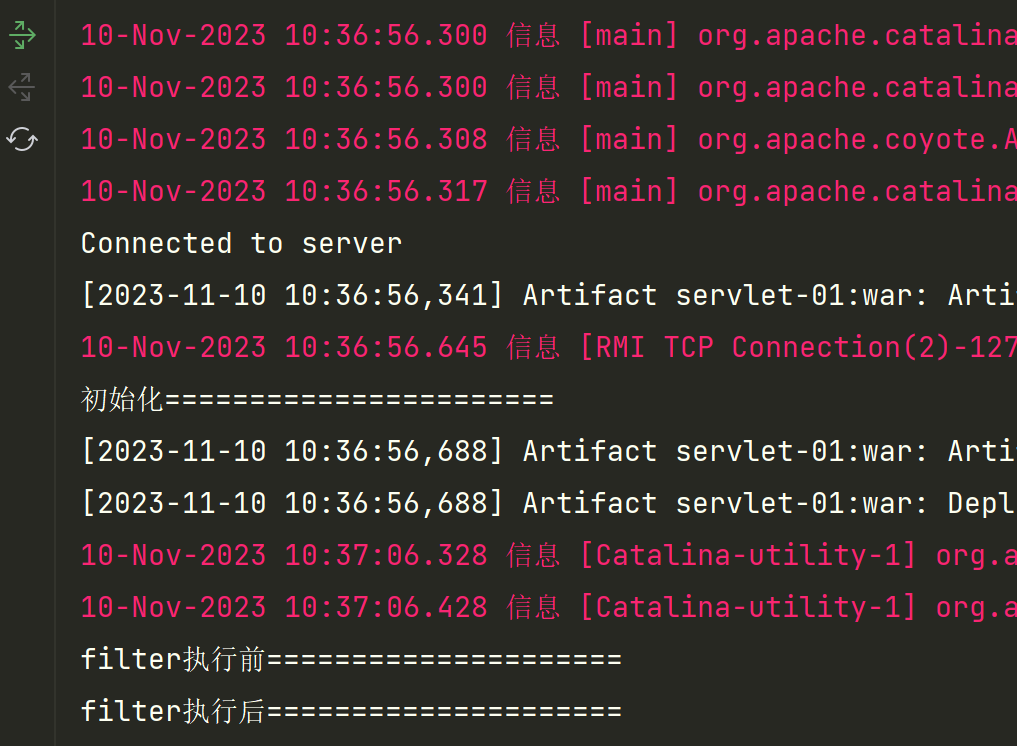 10-Nov-2023 10:36:56.300 信息 [main] org.apache.catalina
10-Nov-2023 10:36:56.300 信息 [main] org.apache.catalina
10-Nov-2023 10:36:56.308 信息 [main] org.apache.coyote.A
10-Nov-2023 10:36:56.317 信息 [main] org.apache.catalina
Connected to server
[2023-11-10 10:36:56,341] Artifact servlet-01:war: Arti
10-Nov-2023 10:36:56.645 信息 [RMI TCP Connection(2)-127
初始化=======================
[2023-11-10 10:36:56,688] Artifact servlet-01:war: Arti
[2023-11-10 10:36:56,688] Artifact servlet-01:war: Depl
10-Nov-2023 10:37:06.328 信息 [Catalina-utility-1] org.a
10-Nov-2023 10:37:06.428 信息 [Catalina-utility-1] org.a
filter执行前=====================
filter执行后=====================